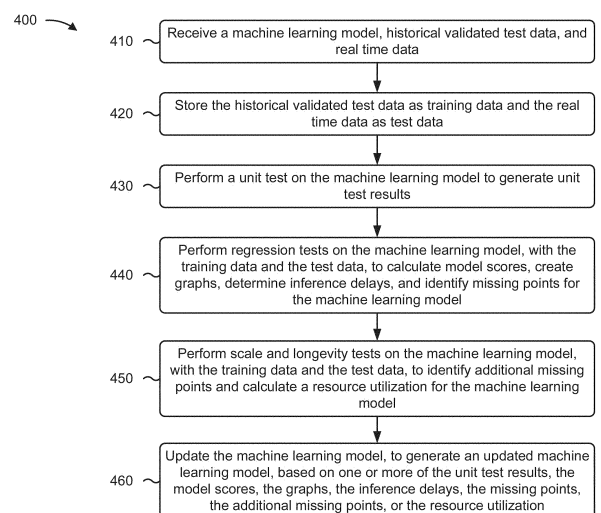 400
410
Receive a machine learning model, historical validated test data, and
real time data
420
Store the historical validated test data as training data and the real
time data as test data
430
Perform a unit test on the machine learning model to generate unit
test results
440
Perform regression tests on the machine learning model, with the
training data and the test data, to calculate model scores, create
graphs, determine inference delays, and identify missing points for
the machine learning model
450
Perform scale and longevity tests on the machine learning model,
with the training data and the test data, to identify additional missing
points and calculate a resource utilization for the machine learning
model
460
Update the machine learning model, to generate an updated machine
learning model, based on one or more of the unit test results, the
model scores, the graphs, the inference delays, the missing points,
the additional missing points, or the resource utilization